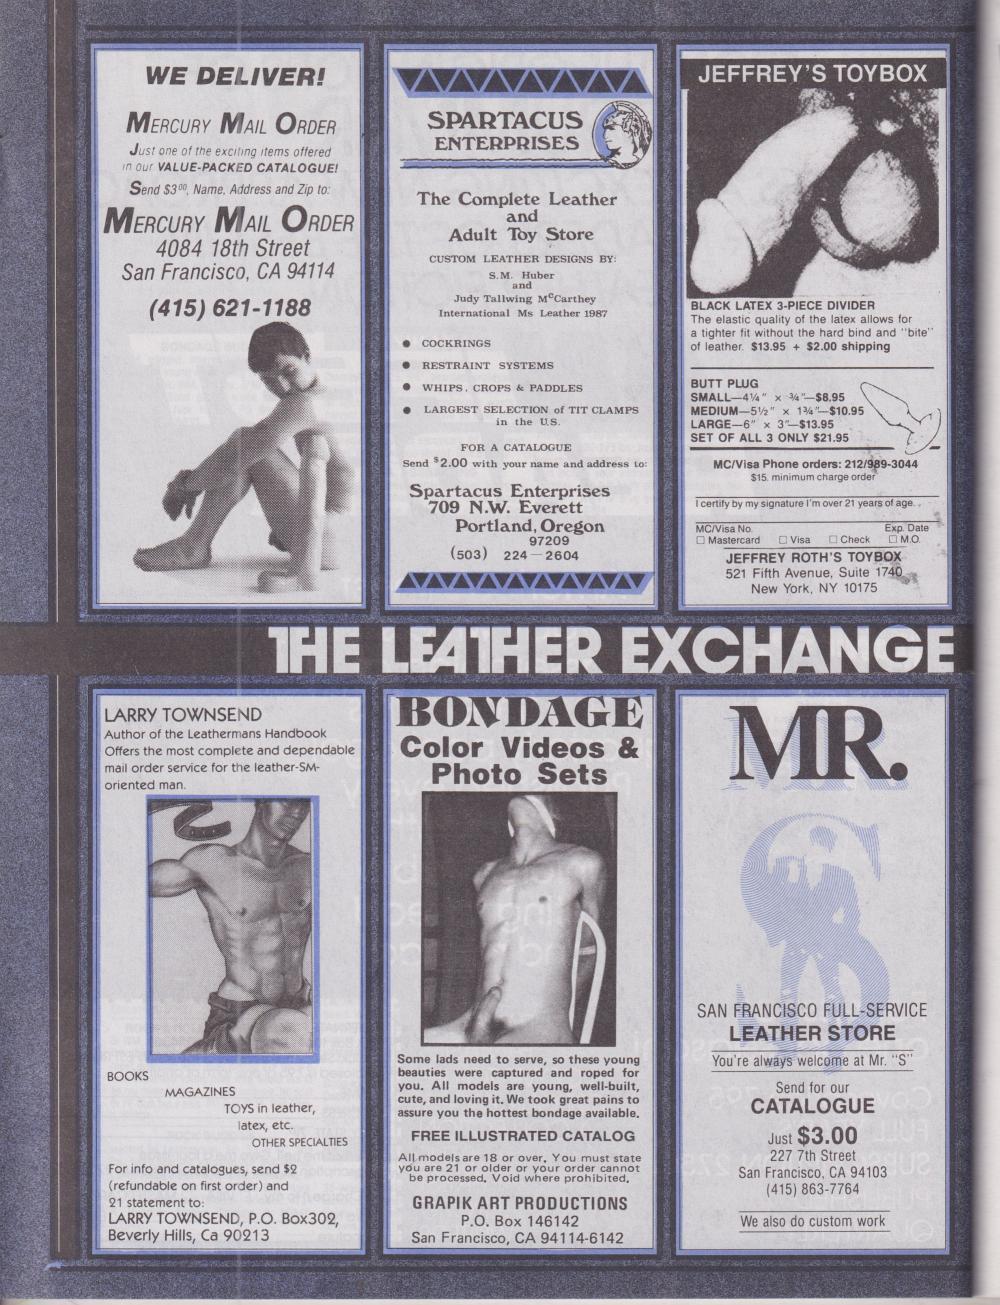 WE DELIVER!
MERCURY MAIL ORDER
Just one of the exciting items offered
in our VALUE-PACKED CATALOGUE!
Send $3.00, Name, Address and Zip to:
MERCURY MAIL ORDER
4084 18th Street
San Francisco, CA 94114
(415) 621-1188
SPARTACUS
ENTERPRISES
The Complete Leather
and
Adult Toy Store
CUSTOM LEATHER DESIGNS BY:
S.M. Huber
and
Judy Tallwing McCarthey
International Ms Leather 1987
● COCKRINGS
● RESTRAINT SYSTEMS
● WHIPS, CROPS & PADDLES
● LARGEST SELECTION of TIT CLAMPS
in the U.S.
FOR A CATALOGUE
Send $2.00 with your name and address to:
Spartacus Enterprises
709 N.W. Everett
Portland, Oregon
97209
(503) 224-2604
JEFFREY'S TOYBOX
BLACK LATEX 3-PIECE DIVIDER
The elastic quality of the latex allows for
a tighter fit without the hard bind and "bite"
of leather. $13.95 + $2.00 shipping
BUTT PLUG
SMALL—4¼" × ¾"—$8.95
MEDIUM—5½" × 1¾"—$10.95
LARGE—6" × 3"—$13.95
SET OF ALL 3 ONLY $21.95
MC/Visa Phone orders: 212/989-3044
$15. minimum charge order
I certify by my signature I'm over 21 years of age. .
MC/Visa No. Exp. Date
☐ Mastercard ☐ Visa ☐ Check ☐ M.O.
JEFFREY ROTH'S TOYBOX
521 Fifth Avenue, Suite 1740
New York, NY 10175
THE LEATHER EXCHANGE
LARRY TOWNSEND
Author of the Leathermans Handbook
Offers the most complete and dependable
mail order service for the leather-SM-
oriented man.
BOOKS
MAGAZINES
TOYS in leather,
latex, etc.
OTHER SPECIALTIES
For info and catalogues, send $2
(refundable on first order) and
21 statement to:
LARRY TOWNSEND, P.O. Box302,
Beverly Hills, Ca 90213
BONDAGE
Color Videos &
Photo Sets
Some lads need to serve, so these young
beauties were captured and roped for
you. All models are young, well-built,
cute, and loving it. We took great pains to
assure you the hottest bondage available.
FREE ILLUSTRATED CATALOG
All models are 18 or over. You must state
you are 21 or older or your order cannot
be processed. Void where prohibited.
GRAPIK ART PRODUCTIONS
P.O. Box 146142
San Francisco, CA 94114-6142
MR.
S
SAN FRANCISCO FULL-SERVICE
LEATHER STORE
You're always welcome at Mr. "S"
Send for our
CATALOGUE
Just $3.00
227 7th Street
San Francisco, CA 94103
(415) 863-7764
We also do custom work